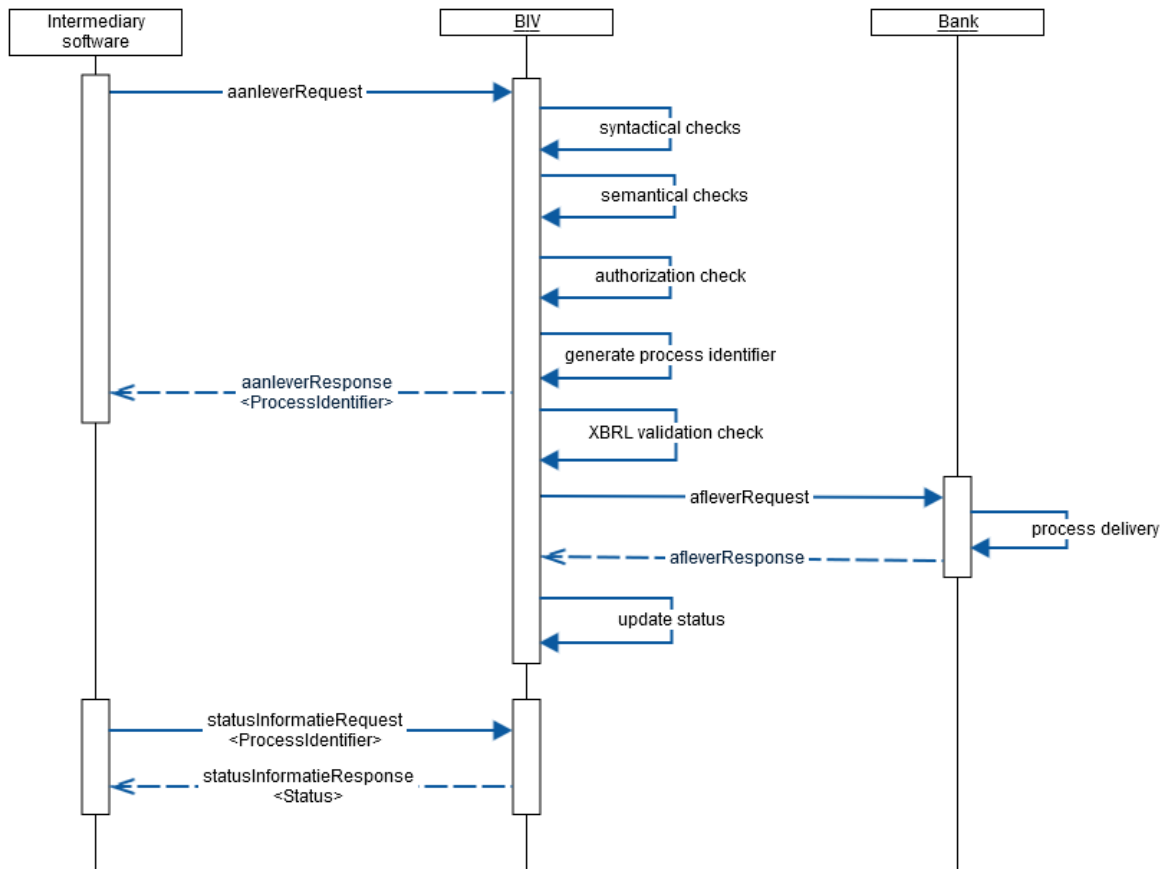 Intermediary
software
BIV
Bank
aanleverRequest
syntactical checks
semantical checks
authorization check
generate process identifier
aanleverResponse
<ProcessIdentifier>
XBRL validation check
afleverRequest
process delivery
afleverResponse
update status
statusInformatieRequest
<ProcessIdentifier>
statusInformatieResponse
<Status>